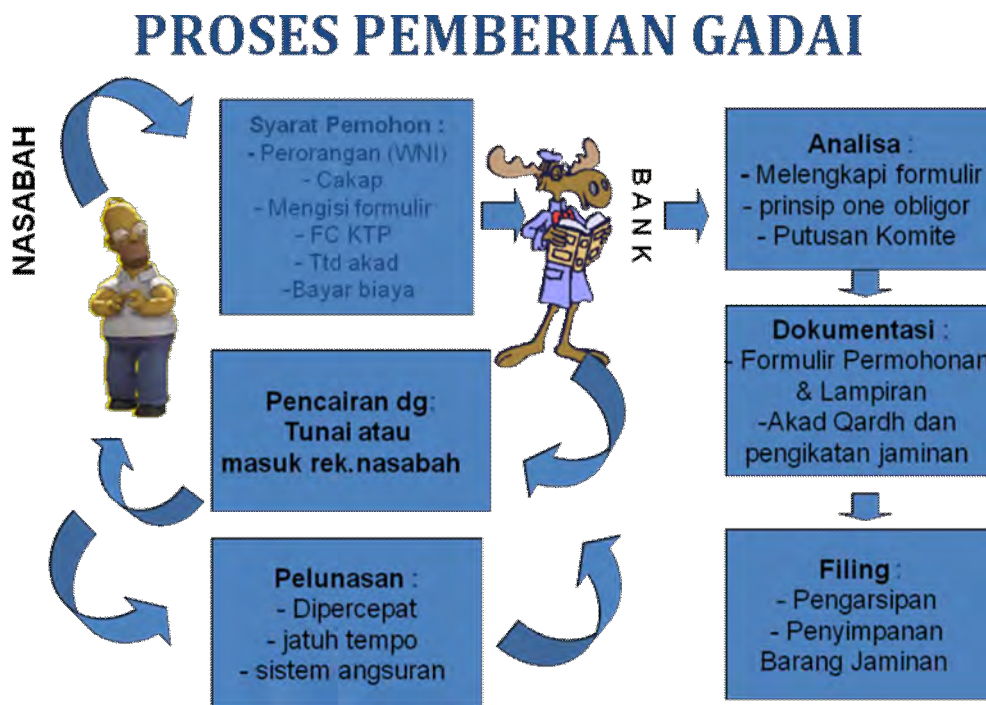 PROSES PEMBERIAN GADAI
NASABAH
Syarat Pemohon :
- Perorangan (WNI)
- Cakap
- Mengisi formulir
- FC KTP
- Ttd akad
-Bayar biaya
BANK
Analisa :
- Melengkapi formulir
- prinsip one obligor
- Putusan Komite
Dokumentasi :
- Formulir Permohonan
& Lampiran
-Akad Qardh dan
pengikatan jaminan
Pencairan dg:
Tunai atau
masuk rek.nasabah
Pelunasan :
- Dipercepat
- jatuh tempo
- sistem angsuran
Filing :
- Pengarsipan
- Penyimpanan
Barang Jaminan